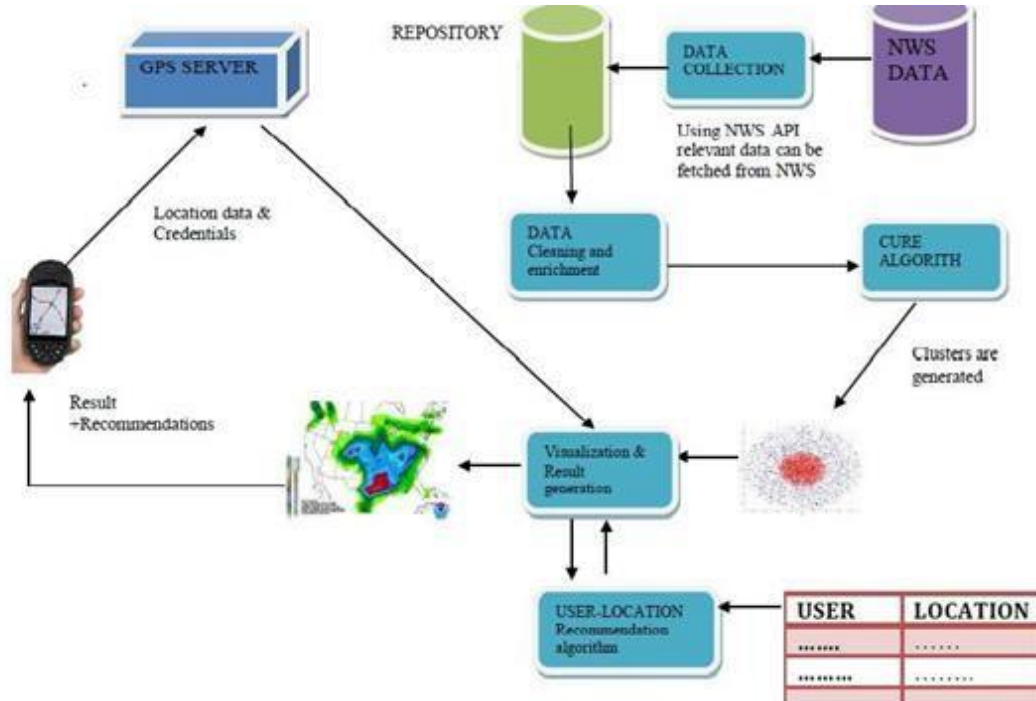 REPOSITORY
GPS SERVER
DATA
COLLECTION
NWS
DATA
Using NWS API
relevant data can be
fetched from NWS
Location data &
Credentials
DATA
Cleaning and
enrichment
CURE
ALGORITH
Clusters are
generated
Result
+Recommendations
Visualization &
Result
generation
USER-LOCATION
Recommendation
algorithm
USER LOCATION
....... ......
......... ........